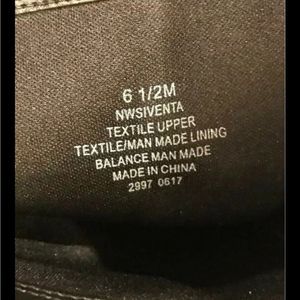 6 1/2M
NWSIVENTA
TEXTILE UPPER
TEXTILE/MAN MADE LINING
BALANCE MAN MADE
MADE IN CHINA
2997 0617